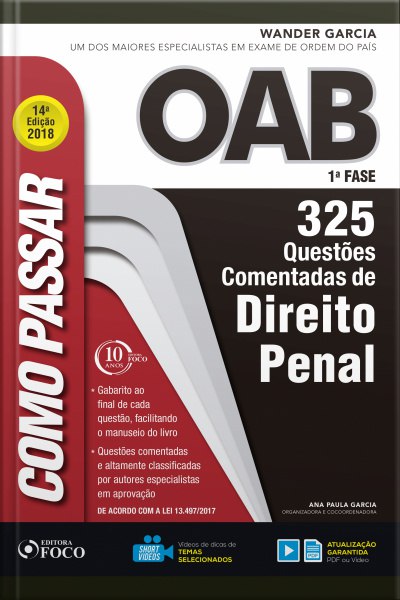 WANDER GARCIA
UM DOS MAIORES ESPECIALISTAS EM EXAME DE ORDEM DO PAÍS
14ª
Edição
2018
OAB
1ª FASE
COMO PASSAR
325
Questões
Comentadas de
Direito
Penal
10
ANOS
EDITORA
FOCO
* Gabarito ao
final de cada
questão, facilitando
o manuseio do livro
* Questões comentadas
e altamente classificadas
por autores especialistas
em aprovação
DE ACORDO COM A LEI 13.497/2017
ANA PAULA GARCIA
ORGANIZADORA E COCOORDENADORA
EDITORA
FOCO
SHORT
VIDEOS
Vídeos de dicas de
TEMAS
SELECIONADOS
PDF
ATUALIZAÇÃO
GARANTIDA
PDF ou Vídeo